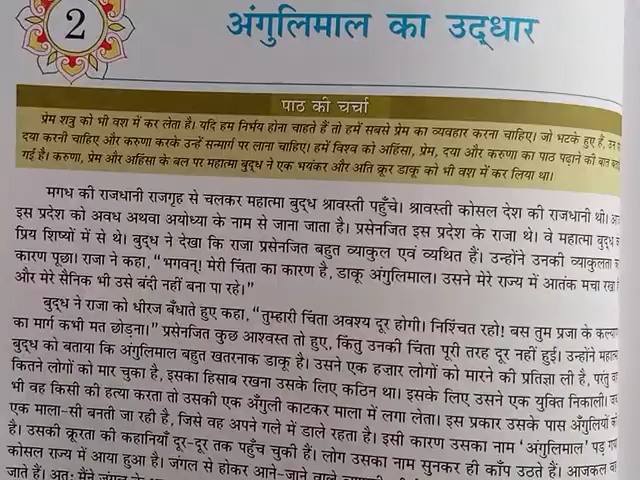 2
अंगुलिमाल का उद्धार
पाठ की चर्चा
प्रेम शत्रु को भी वश में कर लेता है। यदि हम निर्भय होना चाहते हैं तो हमें सबसे प्रेम का व्यवहार करना चाहिए। जो भटके हुए हैं, उन
दया करनी चाहिए और करुणा करके उन्हें सन्मार्ग पर लाना चाहिए। हमें विश्व को अहिंसा, प्रेम, दया और करुणा का पाठ पढ़ाने की बात
गई है। करुणा, प्रेम और अहिंसा के बल पर महात्मा बुद्ध ने एक भयंकर और अति क्रूर डाकू को भी वश में कर लिया था।
मगध की राजधानी राजगृह से चलकर महात्मा बुद्ध श्रावस्ती पहुँचे। श्रावस्ती कोसल देश की राजधानी थी।
इस प्रदेश को अवध अथवा अयोध्या के नाम से जाना जाता है। प्रसेनजित इस प्रदेश के राजा थे। वे महात्मा बुद्ध
प्रिय शिष्यों में से थे। बुद्ध ने देखा कि राजा प्रसेनजित बहुत व्याकुल एवं व्यथित हैं। उन्होंने उनकी व्याकुलता
कारण पूछा। राजा ने कहा, “भगवन्! मेरी चिंता का कारण है, डाकू अंगुलिमाल। उसने मेरे राज्य में आतंक मचा रखा
और मेरे सैनिक भी उसे बंदी नहीं बना पा रहे।”
बुद्ध ने राजा को धीरज बँधाते हुए कहा, “तुम्हारी चिंता अवश्य दूर होगी। निश्चिंत रहो! बस तुम प्रजा के
का मार्ग कभी मत छोड़ना।” प्रसेनजित कुछ आश्वस्त तो हुए, किंतु उनकी चिंता पूरी तरह दूर नहीं हुई। उन्होंने
बुद्ध को बताया कि अंगुलिमाल बहुत खतरनाक डाकू है। उसने एक हजार लोगों को मारने की प्रतिज्ञा ली है, परंतु
कितने लोगों को मार चुका है, इसका हिसाब रखना उसके लिए कठिन था। इसके लिए उसने एक युक्ति निकाली।
भी वह किसी की हत्या करता तो उसकी एक अँगुली काटकर माला में लगा लेता। इस प्रकार उसके पास अँगुलियों
एक माला-सी बनती जा रही है, जिसे वह अपने गले में डाले रहता है। इसी कारण उसका नाम ‘अंगुलिमाल’ पड़
है। उसकी क्रूरता की कहानियाँ दूर-दूर तक पहुँच चुकी हैं। लोग उसका नाम सुनकर ही काँप उठते हैं। आजकल
कोसल राज्य में आया हुआ है। जंगल से होकर आने-जाने वाले
जाते हैं। अतः मैंने जंगल के